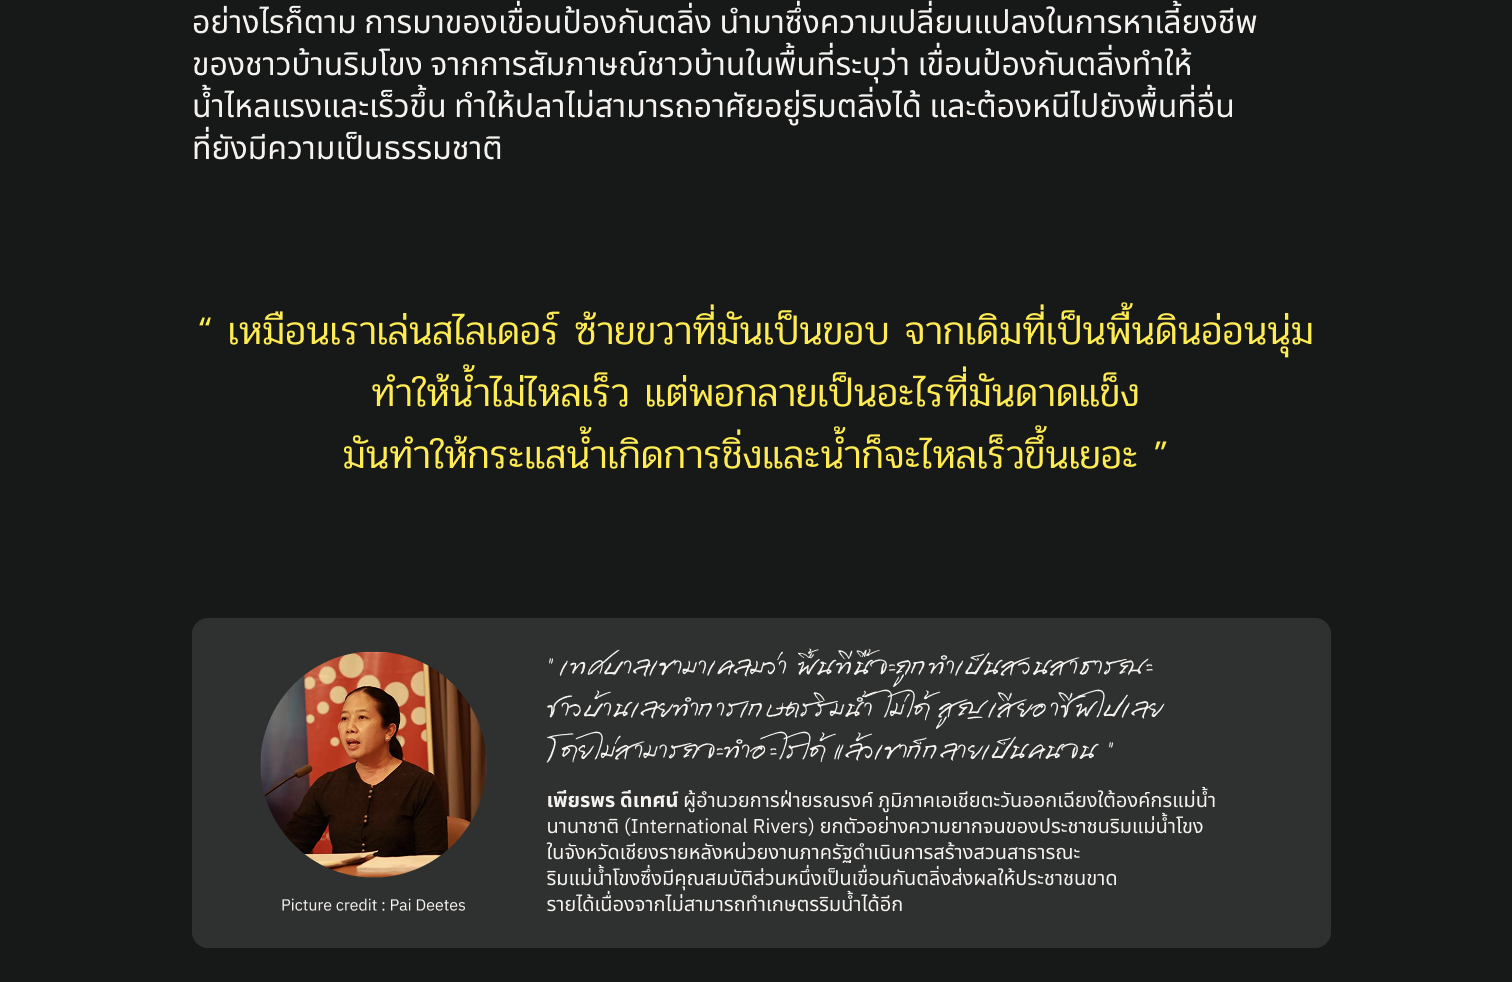 อย่างไรก็ตาม การมาของเขื่อนป้องกันตลิ่ง นำมาซึ่งความเปลี่ยนแปลงในการหาเลี้ยงชีพ
ของชาวบ้านริมโขง จากการสัมภาษณ์ชาวบ้านในพื้นที่ระบุว่า เขื่อนป้องกันตลิ่งทำให้
น้ำไหลแรงและเร็วขึ้น ทำให้ปลาไม่สามารถอาศัยอยู่ริมตลิ่งได้ และต้องหนีไปยังพื้นที่อื่น
ที่ยังมีความเป็นธรรมชาติ
“ เหมือนเราเล่นสไลเดอร์ ซ้ายขวาที่มันเป็นขอบ จากเดิมที่เป็นพื้นดินอ่อนนุ่ม
ทำให้น้ำไม่ไหลเร็ว แต่พอกลายเป็นอะไรที่มันดาดแข็ง
มันทำให้กระแสน้ำเกิดการชิ่งและน้ำก็จะไหลเร็วขึ้นเยอะ ”
" เทศบาลเขามาเคลมว่า พื้นที่นี้จะถูกทำเป็นสวนสาธารณะ
ชาวบ้านเลยทำการเกษตรริมน้ำ ไม่ได้ สูญเสียอาชีพไปเลย
โดยไม่สามารถจะทำอะไรได้ แล้วเขาก็กลายเป็นคนจน "
เพียรพร ดีเทศน์ ผู้อำนวยการฝ่ายรณรงค์ ภูมิภาคเอเชียตะวันออกเฉียงใต้องค์กรแม่น้ำ
นานาชาติ (International Rivers) ยกตัวอย่างความยากจนของประชาชนริมแม่น้ำโขง
ในจังหวัดเชียงรายหลังหน่วยงานภาครัฐดำเนินการสร้างสวนสาธารณะ
ริมแม่น้ำโขงซึ่งมีคุณสมบัติส่วนหนึ่งเป็นเขื่อนกันตลิ่งส่งผลให้ประชาชนขาด
รายได้เนื่องจากไม่สามารถทำเกษตรริมน้ำได้อีก
Picture credit : Pai Deetes